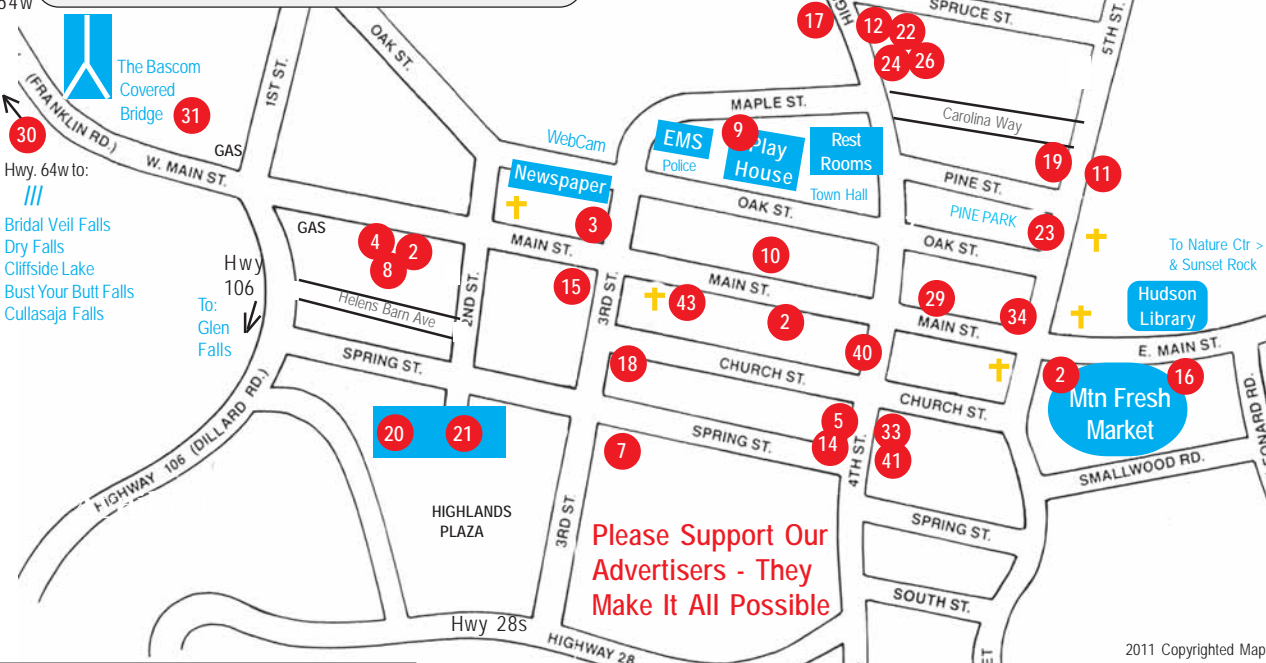 64w
17
HIG
12
22
24
26
SPRUCE ST.
5TH ST.
OAK ST.
1ST ST.
The Bascom
Covered
Bridge
31
(FRANKLIN RD.)
30
GAS
W. MAIN ST.
Hwy. 64w to:
///
Bridal Veil Falls
Dry Falls
Cliffside Lake
Bust Your Butt Falls
Cullasaja Falls
MAPLE ST.
WebCam
EMS
Police
9
Play
House
Rest
Rooms
Town Hall
Carolina Way
19
11
Newspaper
3
PINE ST.
PINE PARK
23
OAK ST.
OAK ST.
GAS
4
2
8
MAIN ST.
10
To Nature Ctr >
& Sunset Rock
Hwy
106
To:
Glen
Falls
Helens Barn Ave
2ND ST.
15
3RD ST.
MAIN ST.
43
2
29
MAIN ST.
34
Hudson
Library
E. MAIN ST.
SPRING ST.
18
CHURCH ST.
40
2
16
Mtn Fresh
Market
CHURCH ST.
20
21
7
SPRING ST.
5
14
4TH ST.
33
41
SMALLWOOD RD.
EONARD RD.
HIGHWAY 106 (DILLARD RD.)
HIGHLANDS
PLAZA
3RD ST.
SPRING ST.
Please Support Our
Advertisers - They
Make It All Possible
SOUTH ST.
Hwy 28s
HIGHWAY 28
ET
2011 Copyrighted Map